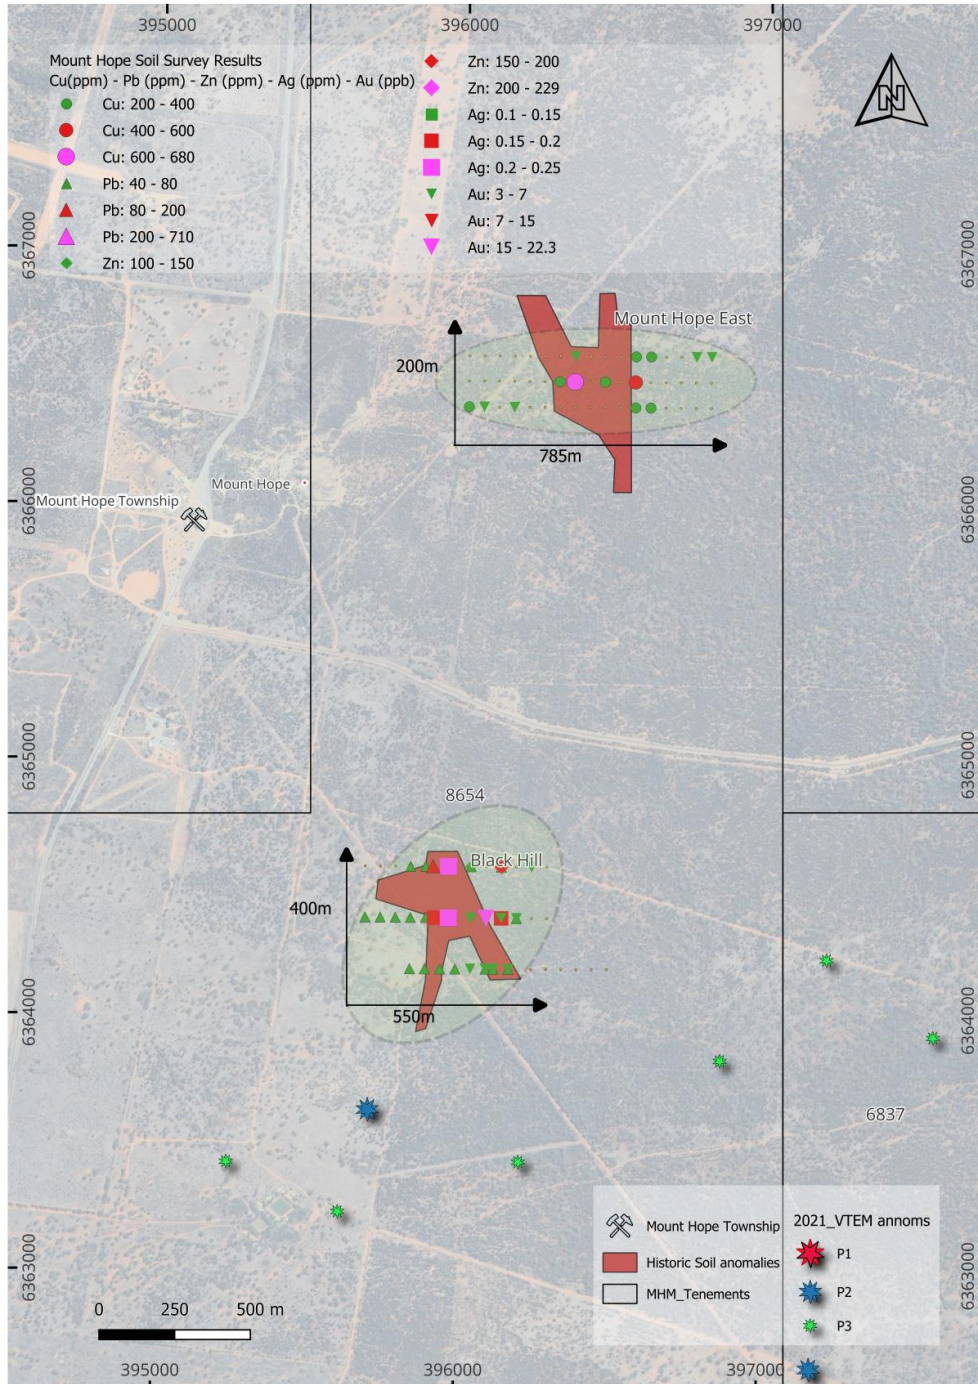 395000
396000
397000
Mount Hope Soil Survey Results
Cu(ppm) - Pb (ppm) - Zn (ppm) - Ag (ppm) - Au (ppb)
Cu: 200 - 400
Cu: 400 - 600
Cu: 600 - 680
Pb: 40 - 80
Pb: 80 - 200
Pb: 200 - 710
Zn: 100 - 150
Zn: 150 - 200
Zn: 200 - 229
Ag: 0.1 - 0.15
Ag: 0.15 - 0.2
Ag: 0.2 - 0.25
Au: 3 - 7
Au: 7 - 15
Au: 15 - 22.3
N
6367000
6367000
Mount Hope East
200m
785m
Mount Hope
Mount Hope Township
6366000
6366000
6365000
6365000
8654
Black Hill
400m
550m
6364000
6364000
6837
Mount Hope Township
Historic Soil anomalies
MHM_Tenements
2021_VTEM annoms
P1
P2
P3
6363000
6363000
0 250 500 m
395000
396000
397000